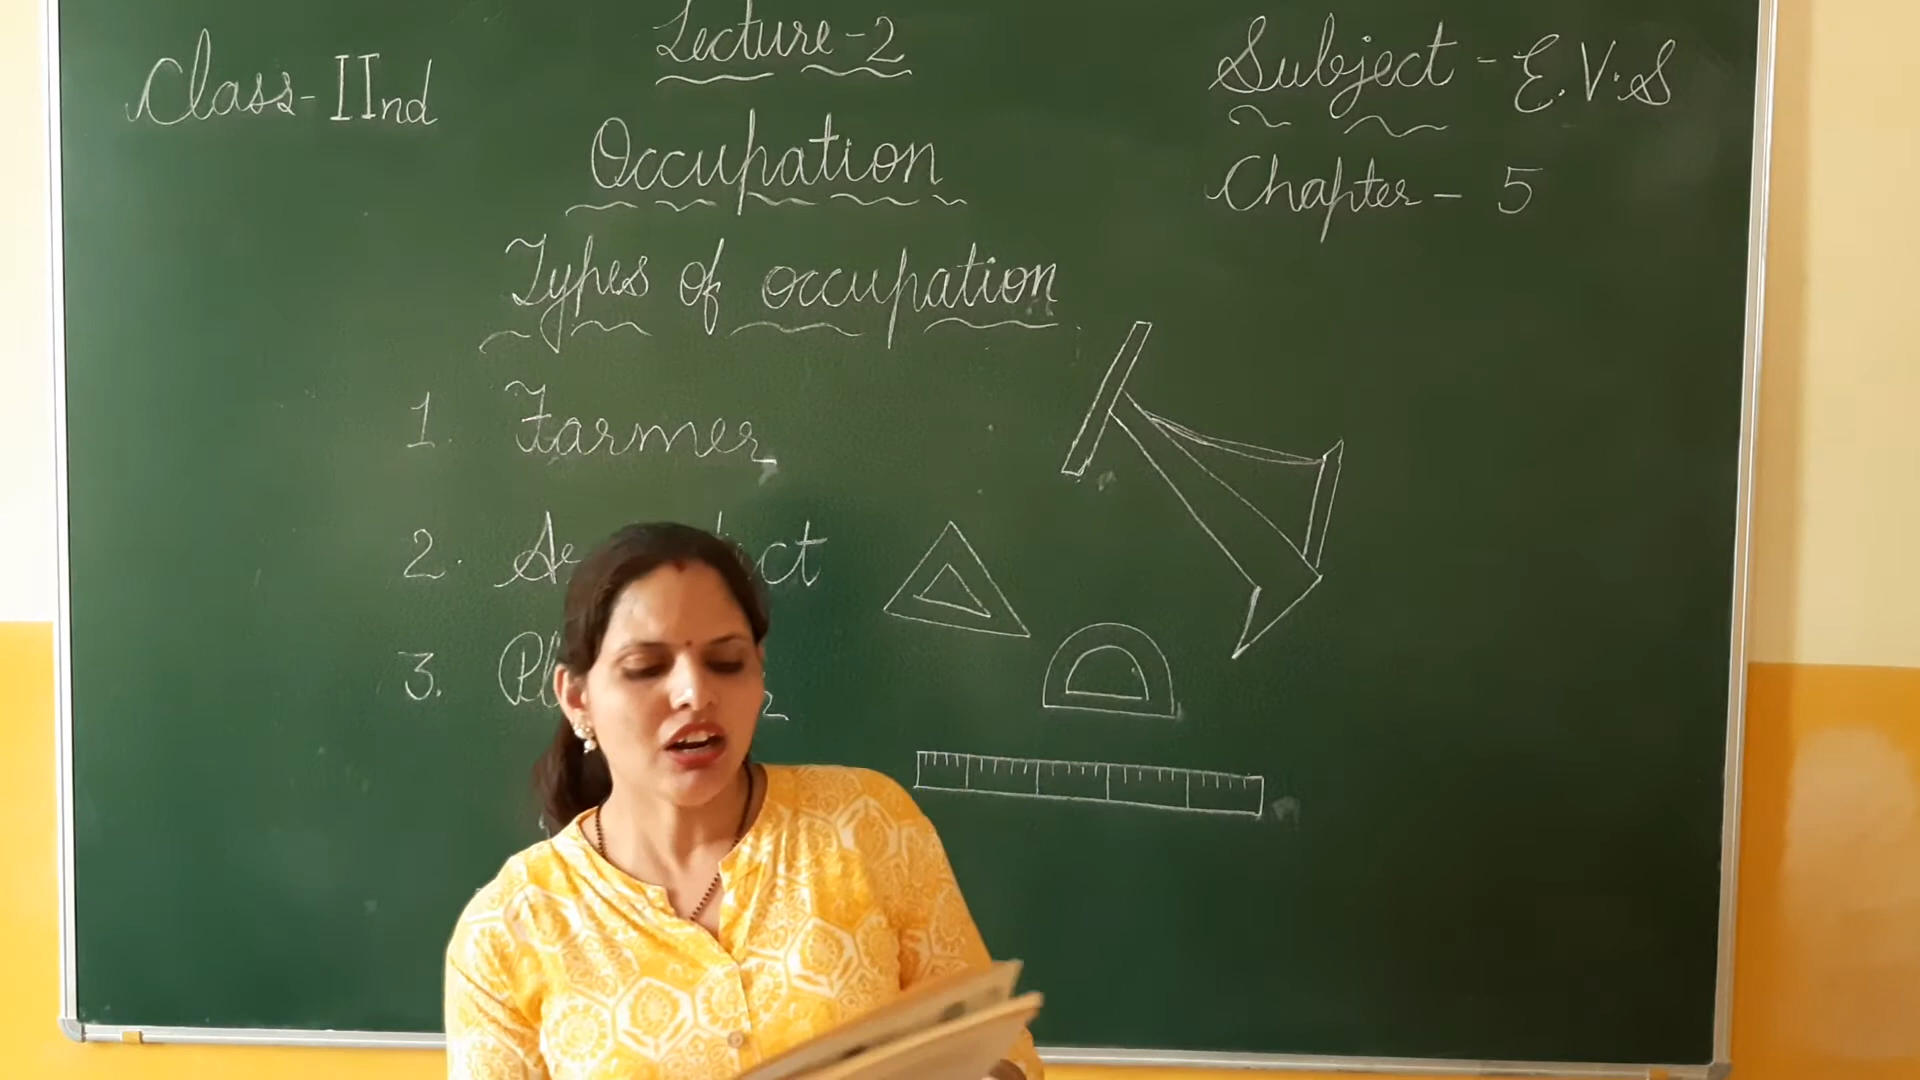 Lecture-2
Class-IInd
Subject - E.V.S
Occupation
Chapter - 5
Types of occupation
1. Farmer
2.
3.